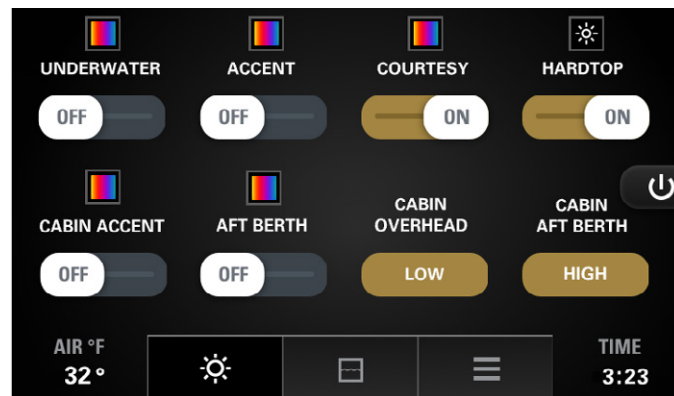 UNDERWATER ACCENT COURTESY HARDTOP
OFF OFF ON ON
CABIN ACCENT AFT BERTH CABIN OVERHEAD CABIN AFT BERTH
OFF OFF LOW HIGH
AIR °F TIME
32° 3:23